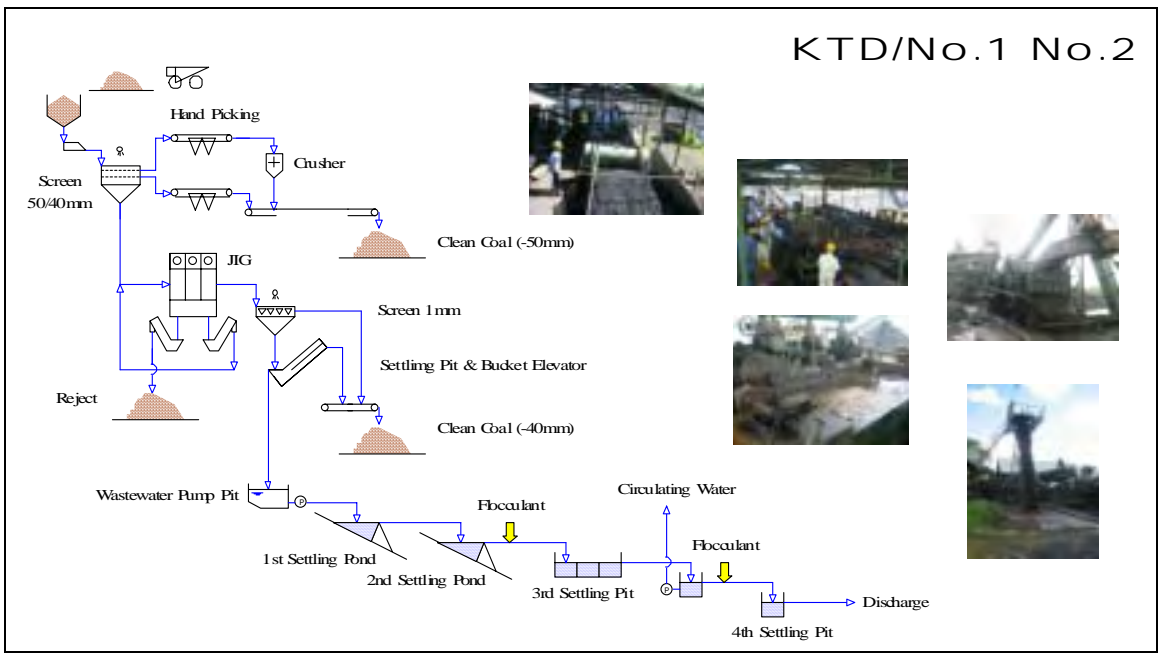 KTD/No.1 No.2
Hand Picking
Crusher
Screen
50/40mm
Clean Coal (-50mm)
JIG
Screen 1mm
Settlimg Pit & Bucket Elevator
Reject
Clean Coal (-40mm)
Wastewater Pump Pit
P
Flocculant
Circulating Water
1st Settling Pond
2nd Settling Pond
3rd Settling Pit
P
Flocculant
Discharge
4th Settling Pit